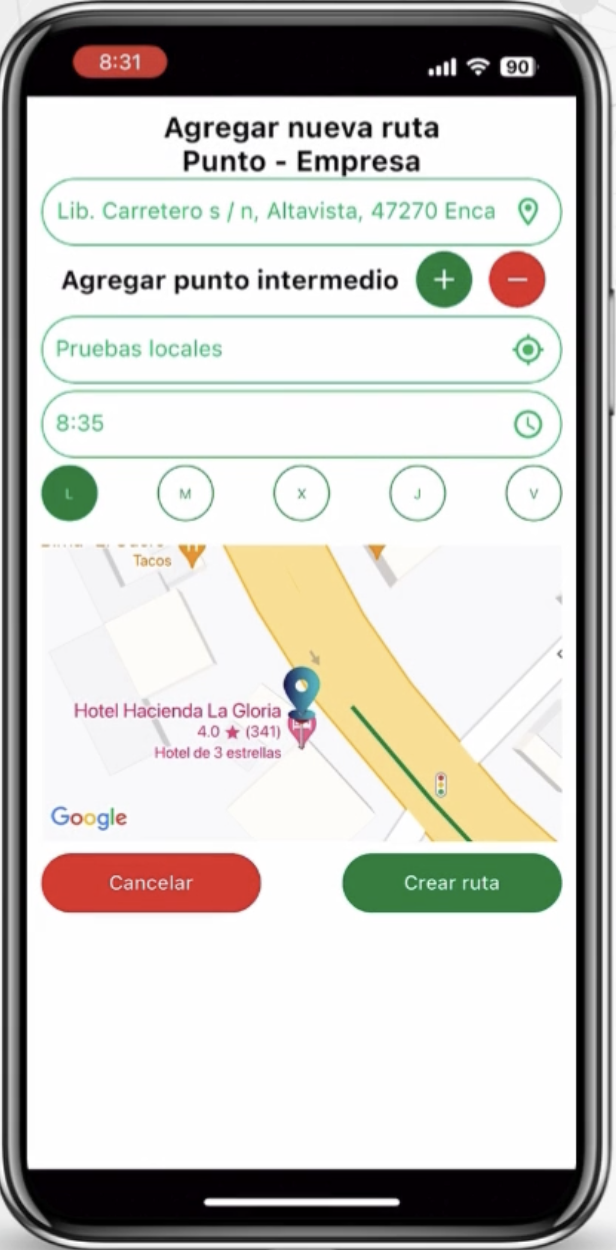 8:31
90
Agregar nueva ruta
Punto - Empresa
Lib. Carretero s / n, Altavista, 47270 Enca
Agregar punto intermedio
Pruebas locales
8:35
L M X J V
Tacos
Hotel Hacienda La Gloria
4.0 ★ (341)
Hotel de 3 estrellas
Google
Cancelar Crear ruta